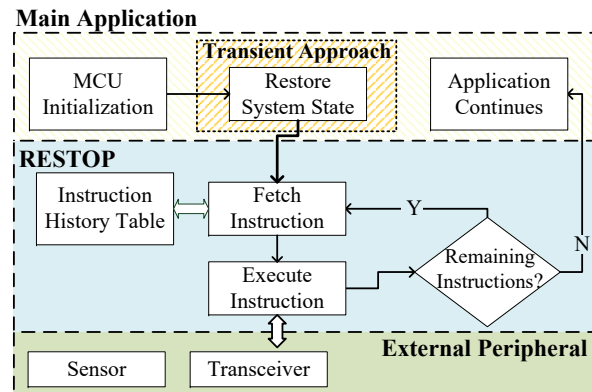 Main Application
Transient Approach
MCU
Initialization
Restore
System State
Application
Continues
RESTOP
Instruction
History Table
Fetch
Instruction
Y
N
Remaining
Instructions?
Execute
Instruction
External Peripheral
Sensor
Transceiver